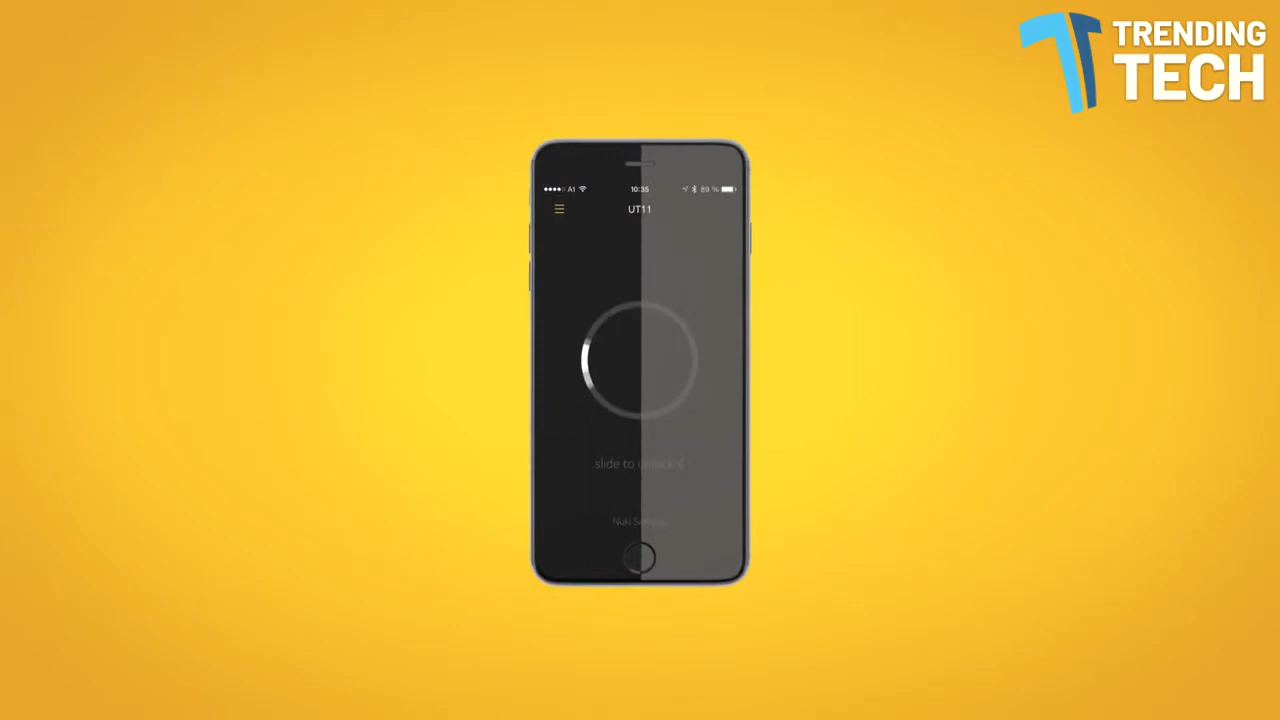 TRENDING
TECH
A1 10:35 89 %
UT11
slide to unlock